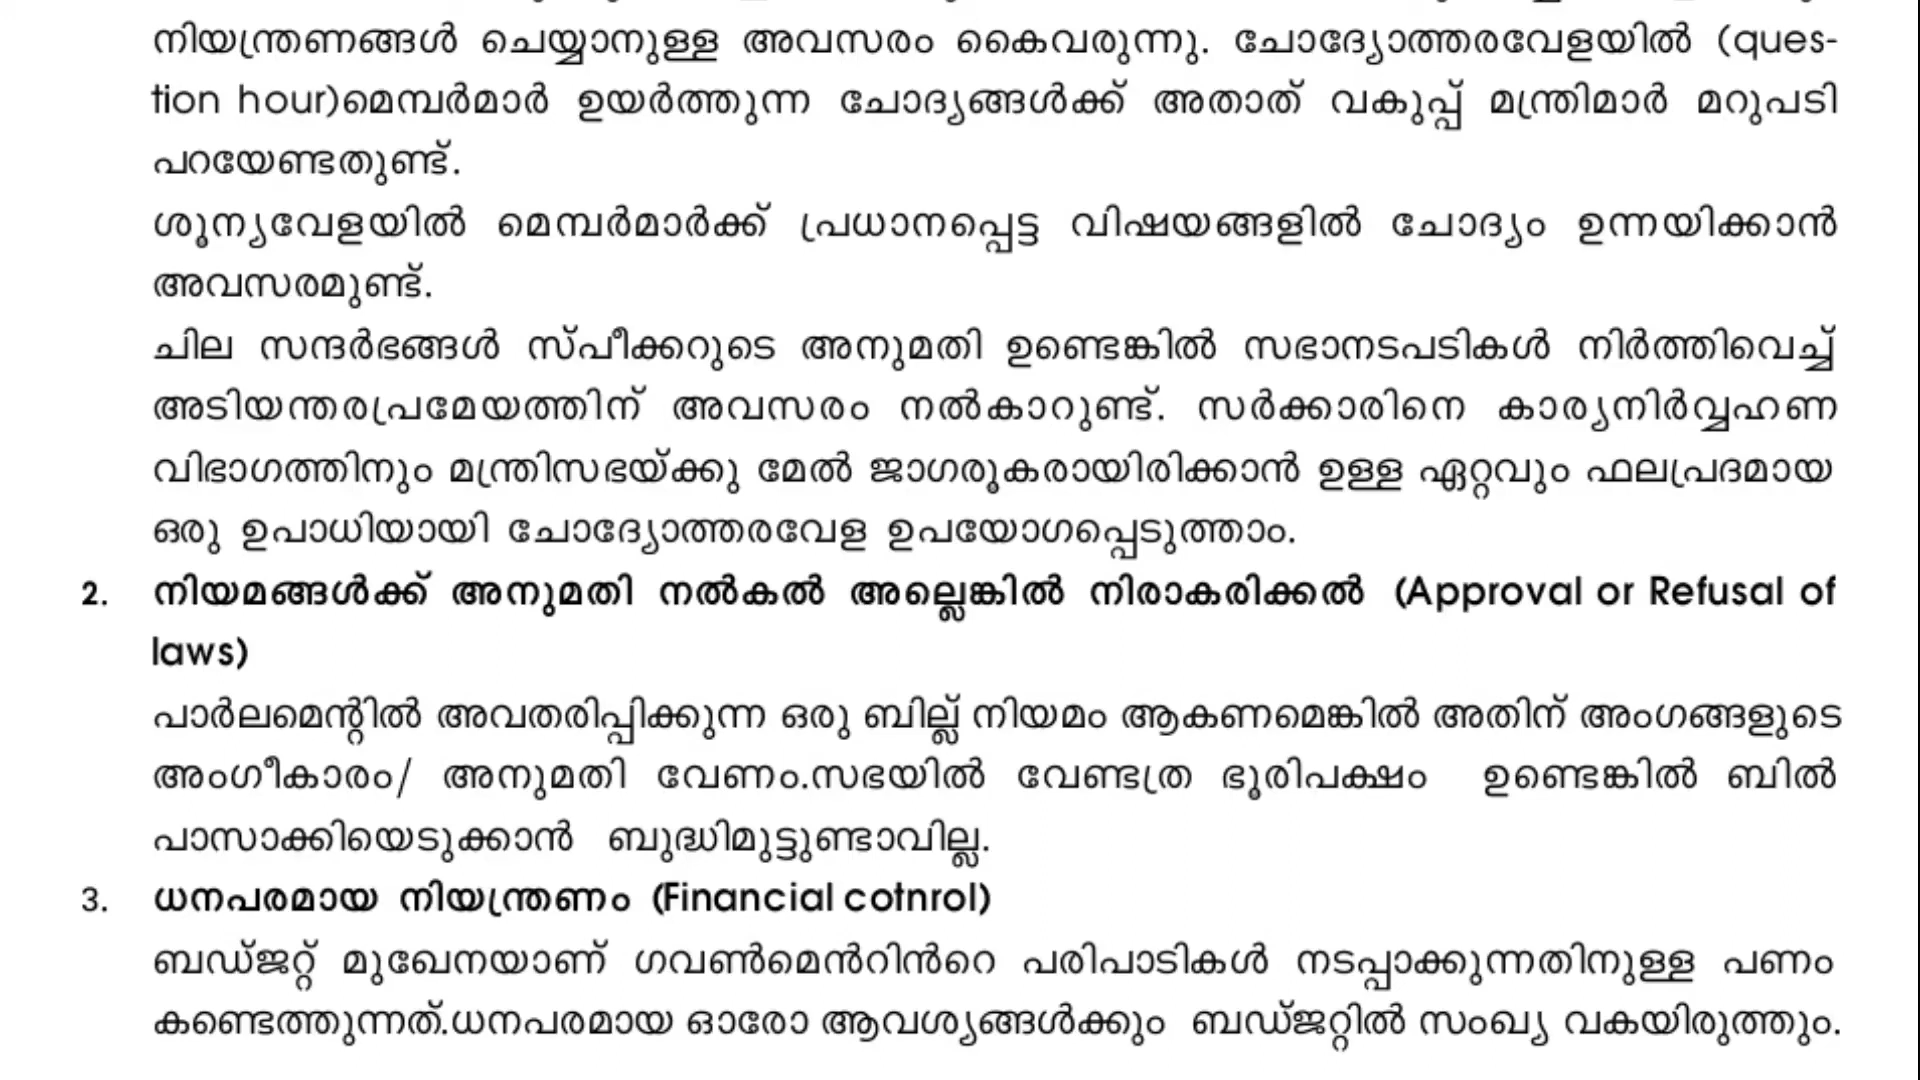 നിയന്ത്രണങ്ങൾ ചെയ്യാനുള്ള അവസരം കൈവരുന്നു. ചോദ്യോത്തരവേളയിൽ (ques-
tion hour)മെമ്പർമാർ ഉയർത്തുന്ന ചോദ്യങ്ങൾക്ക് അതാത് വകുപ്പ് മന്ത്രിമാർ മറുപടി
പറയേണ്ടതുണ്ട്.
ശൂന്യവേളയിൽ മെമ്പർമാർക്ക് പ്രധാനപ്പെട്ട വിഷയങ്ങളിൽ ചോദ്യം ഉന്നയിക്കാൻ
അവസരമുണ്ട്.
ചില സന്ദർഭങ്ങൾ സ്പീക്കറുടെ അനുമതി ഉണ്ടെങ്കിൽ സഭാനടപടികൾ നിർത്തിവെച്ച്
അടിയന്തരപ്രമേയത്തിന് അവസരം നൽകാറുണ്ട്. സർക്കാരിനെ കാര്യനിർവ്വഹണ
വിഭാഗത്തിനും മന്ത്രിസഭയ്ക്കു മേൽ ജാഗരൂകരായിരിക്കാൻ ഉള്ള ഏറ്റവും ഫലപ്രദമായ
ഒരു ഉപാധിയായി ചോദ്യോത്തരവേള ഉപയോഗപ്പെടുത്താം.
2. നിയമങ്ങൾക്ക് അനുമതി നൽകൽ അല്ലെങ്കിൽ നിരാകരിക്കൽ (Approval or Refusal of
laws)
പാർലമെന്റിൽ അവതരിപ്പിക്കുന്ന ഒരു ബില്ല് നിയമം ആകണമെങ്കിൽ അതിന് അംഗങ്ങളുടെ
അംഗീകാരം/ അനുമതി വേണം.സഭയിൽ വേണ്ടത്ര ഭൂരിപക്ഷം ഉണ്ടെങ്കിൽ ബിൽ
പാസാക്കിയെടുക്കാൻ ബുദ്ധിമുട്ടുണ്ടാവില്ല.
3. ധനപരമായ നിയന്ത്രണം (Financial cotnrol)
ബഡ്ജറ്റ് മുഖേനയാണ് ഗവൺമെൻറിൻറെ പരിപാടികൾ നടപ്പാക്കുന്നതിനുള്ള പണം
കണ്ടെത്തുന്നത്.ധനപരമായ ഓരോ ആവശ്യങ്ങൾക്കും ബഡ്ജറ്റിൽ സംഖ്യ വകയിരുത്തും.